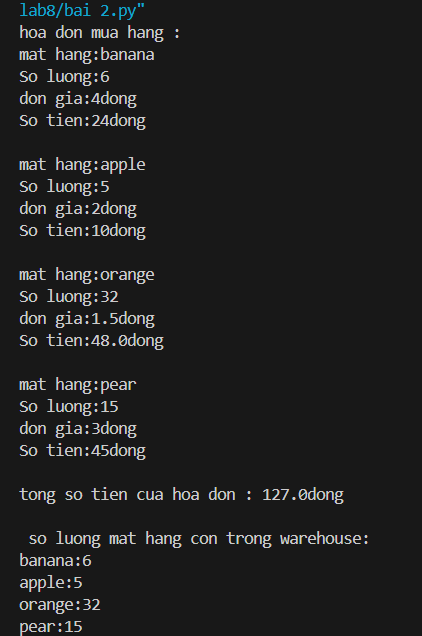 lab8/bai 2.py"
hoa don mua hang :
mat hang:banana
So luong:6
don gia:4dong
So tien:24dong
mat hang:apple
So luong:5
don gia:2dong
So tien:10dong
mat hang:orange
So luong:32
don gia:1.5dong
So tien:48.0dong
mat hang:pear
So luong:15
don gia:3dong
So tien:45dong
tong so tien cua hoa don : 127.0dong
so luong mat hang con trong warehouse:
banana:6
apple:5
orange:32
pear:15